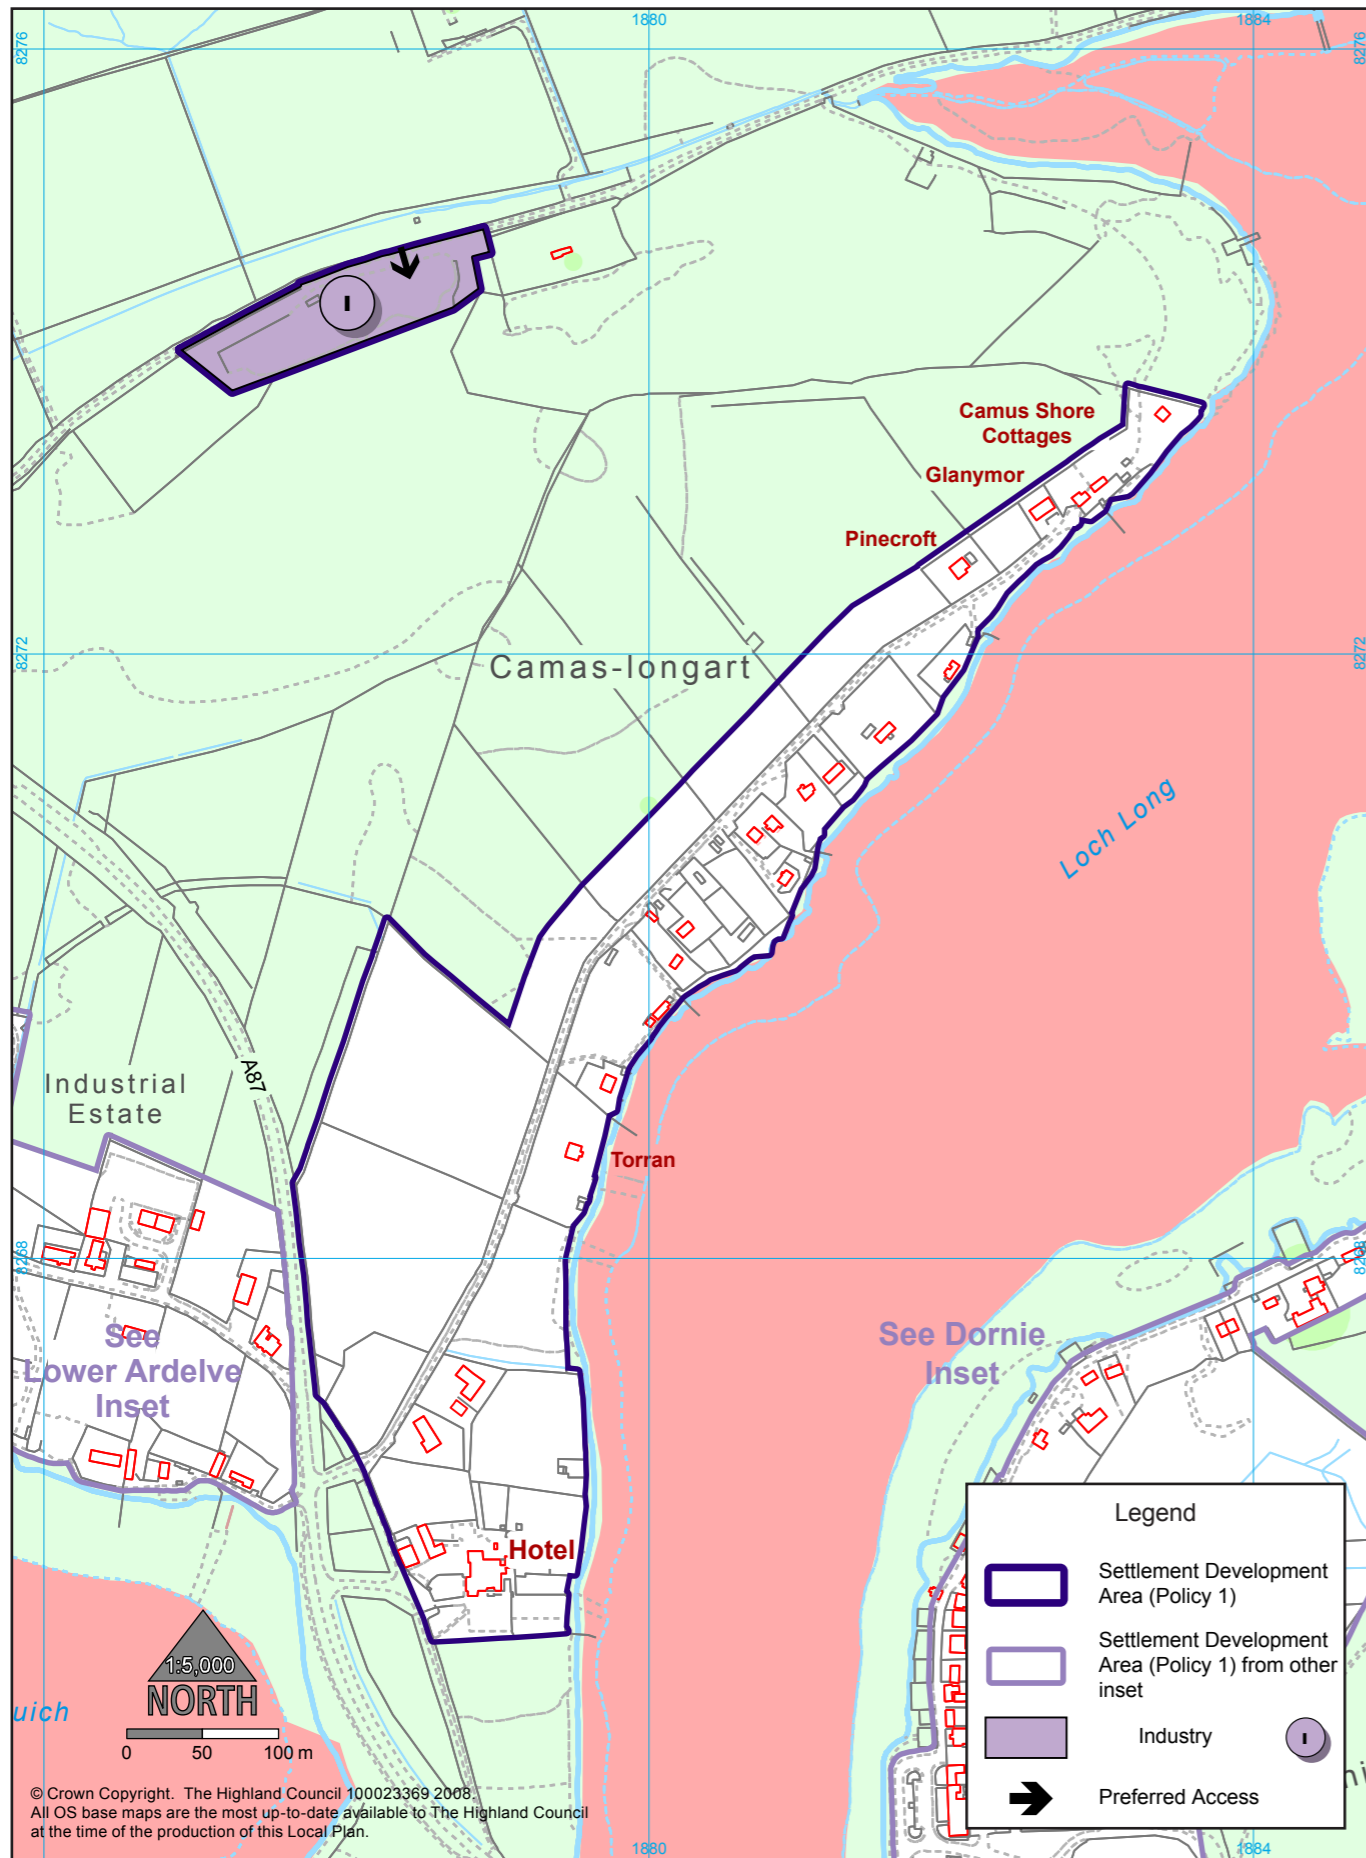 1880
1884
8276
8276
I
Camus Shore
Cottages
Glanymor
Pinecroft
8272
8272
Camas-longart
Loch Long
A87
Industrial
Estate
Torran
8268
8268
See
Lower Ardelve
Inset
See Dornie
Inset
Hotel
1:5,000
NORTH
uich
0 50 100 m
Legend
Settlement Development
Area (Policy 1)
Settlement Development
Area (Policy 1) from other
inset
Industry
I
Preferred Access
© Crown Copyright. The Highland Council 100023369 2008.
All OS base maps are the most up-to-date available to The Highland Council
at the time of the production of this Local Plan.
1880
1884